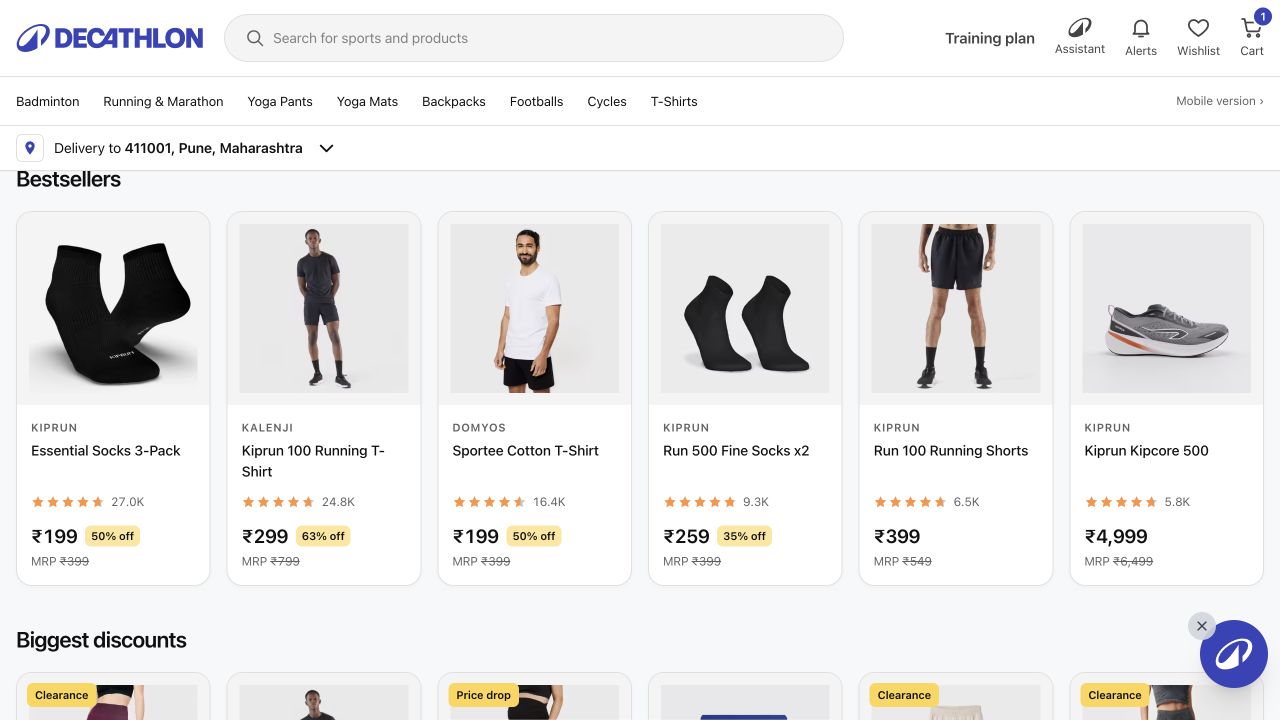 DECATHLON
Search for sports and products
Training plan
Assistant
Alerts
Wishlist
1
Cart
Badminton
Running & Marathon
Yoga Pants
Yoga Mats
Backpacks
Footballs
Cycles
T-Shirts
Mobile version ›
Delivery to 411001, Pune, Maharashtra
Bestsellers
KIPRUN
KIPRUN
Essential Socks 3-Pack
27.0K
₹199 50% off
MRP ₹399
KALENJI
Kiprun 100 Running T-
Shirt
24.8K
₹299 63% off
MRP ₹799
DOMYOS
Sportee Cotton T-Shirt
16.4K
₹199 50% off
MRP ₹399
KIPRUN
Run 500 Fine Socks x2
9.3K
₹259 35% off
MRP ₹399
KIPRUN
Run 100 Running Shorts
6.5K
₹399
MRP ₹549
KIPRUN
Kiprun Kipcore 500
5.8K
₹4,999
MRP ₹6,499
Biggest discounts
Clearance
Price drop
Clearance
Clearance